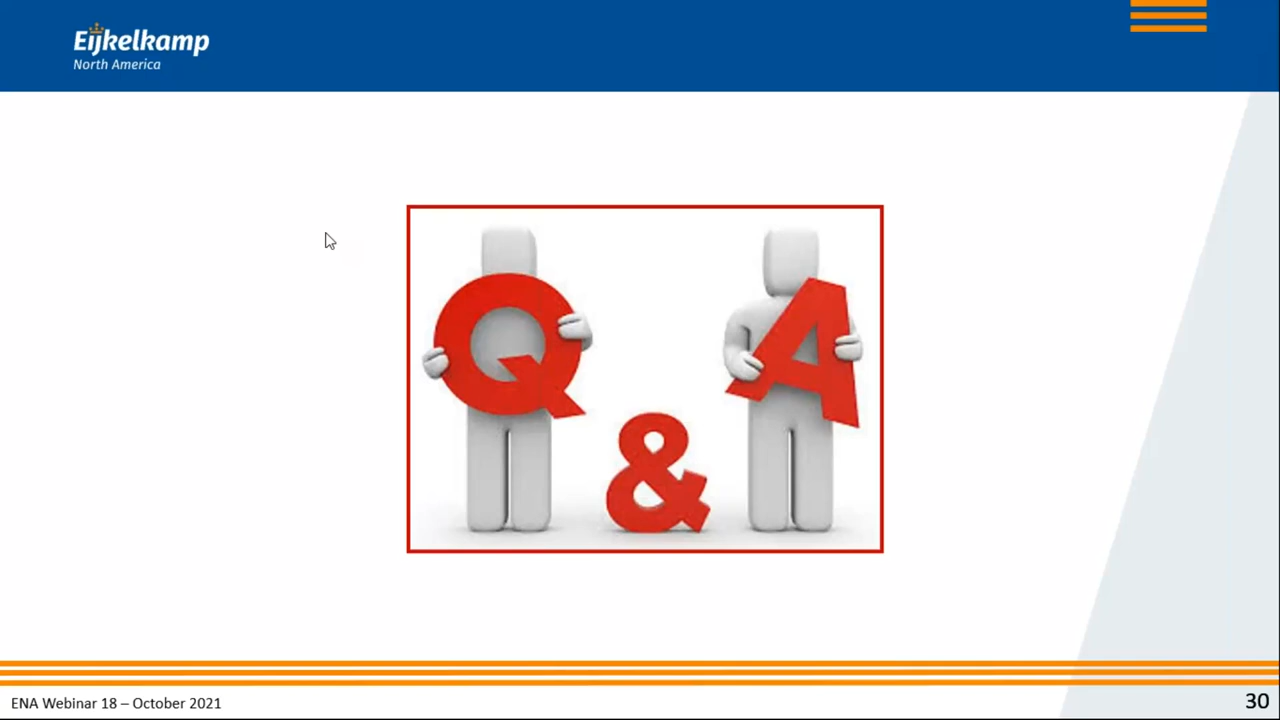 Eijkelkamp
North America
Q & A
ENA Webinar 18 – October 2021
30